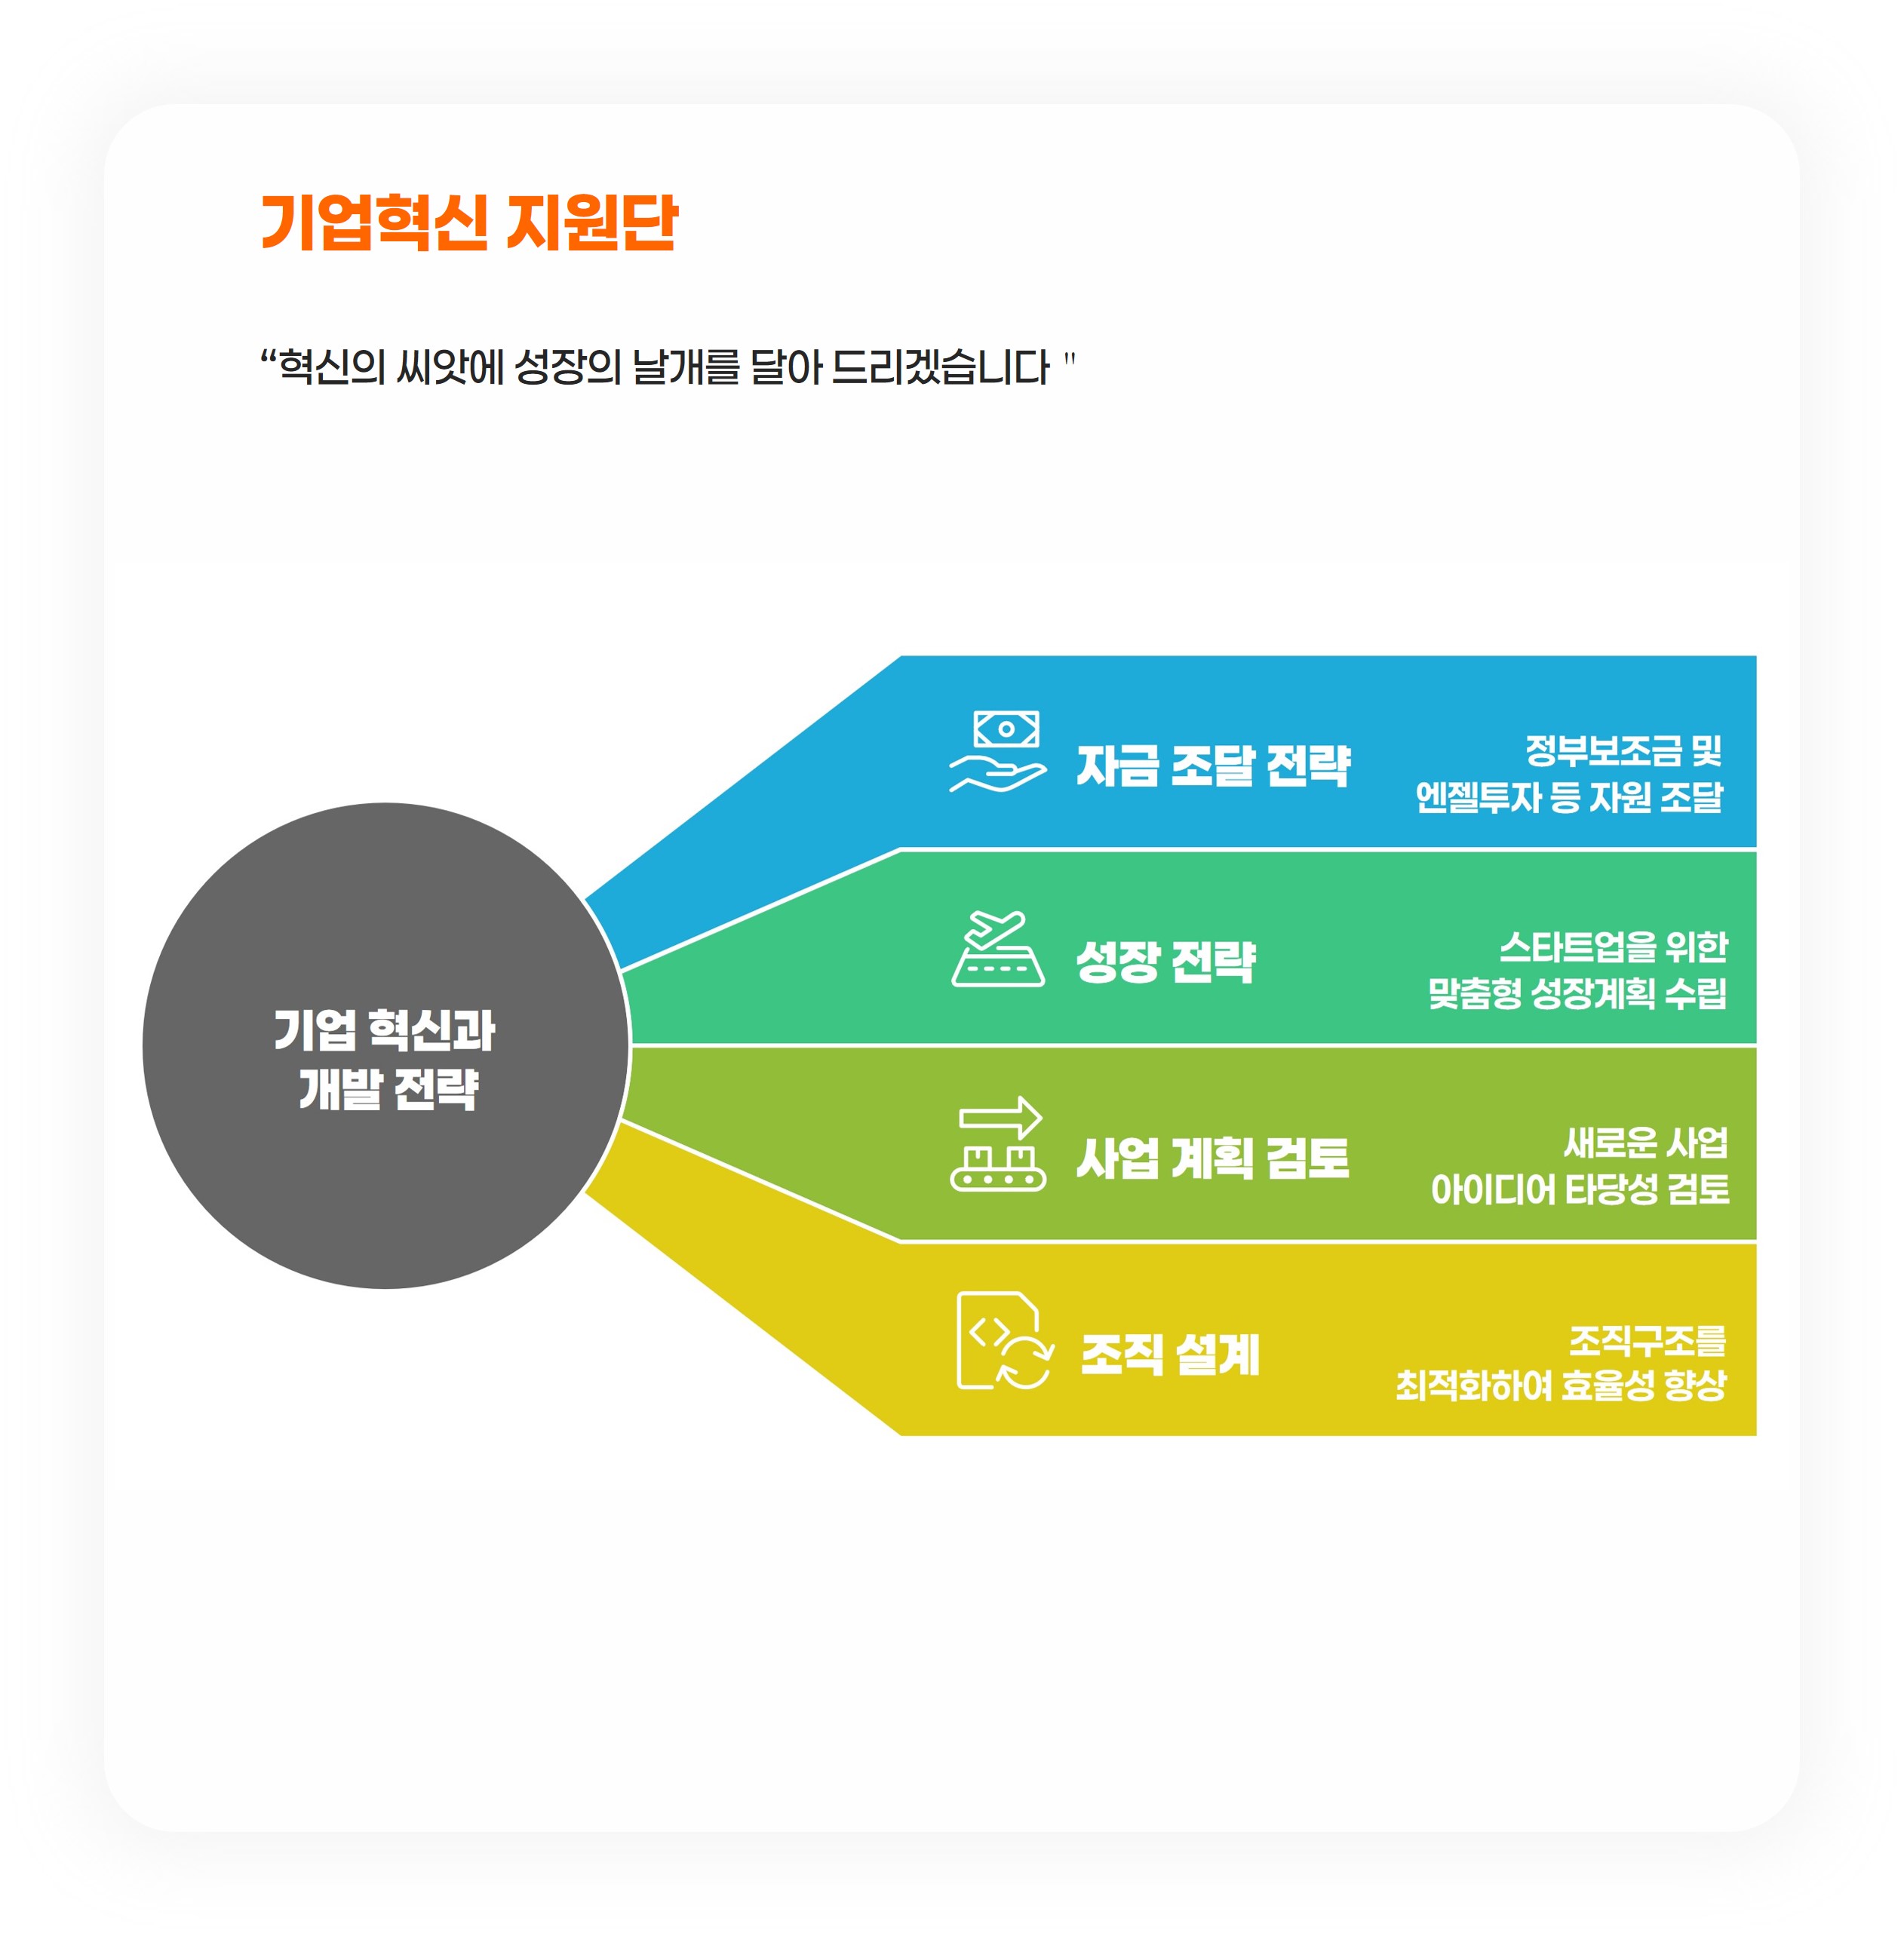 기업혁신 지원단
“혁신의 씨앗에 성장의 날개를 달아 드리겠습니다 "
기업 혁신과
개발 전략
자금 조달 전략
정부보조금 및
엔젤투자 등 자원 조달
성장 전략
스타트업을 위한
맞춤형 성장계획 수립
사업 계획 검토
새로운 사업
아이디어 타당성 검토
조직 설계
조직구조를
최적화하여 효율성 향상